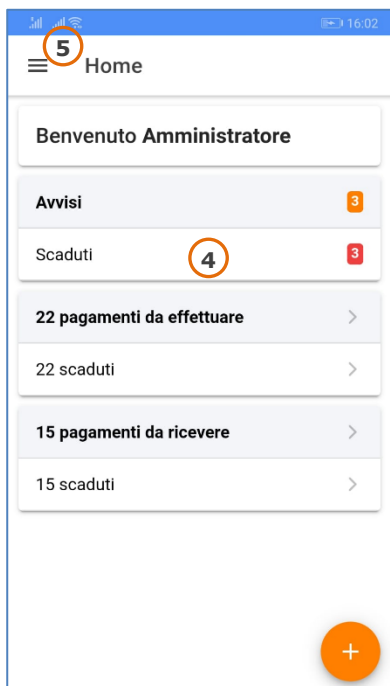 16:02
5
Home
Benvenuto Amministratore
Avvisi 3
Scaduti 4 3
22 pagamenti da effettuare
22 scaduti
15 pagamenti da ricevere
15 scaduti
+